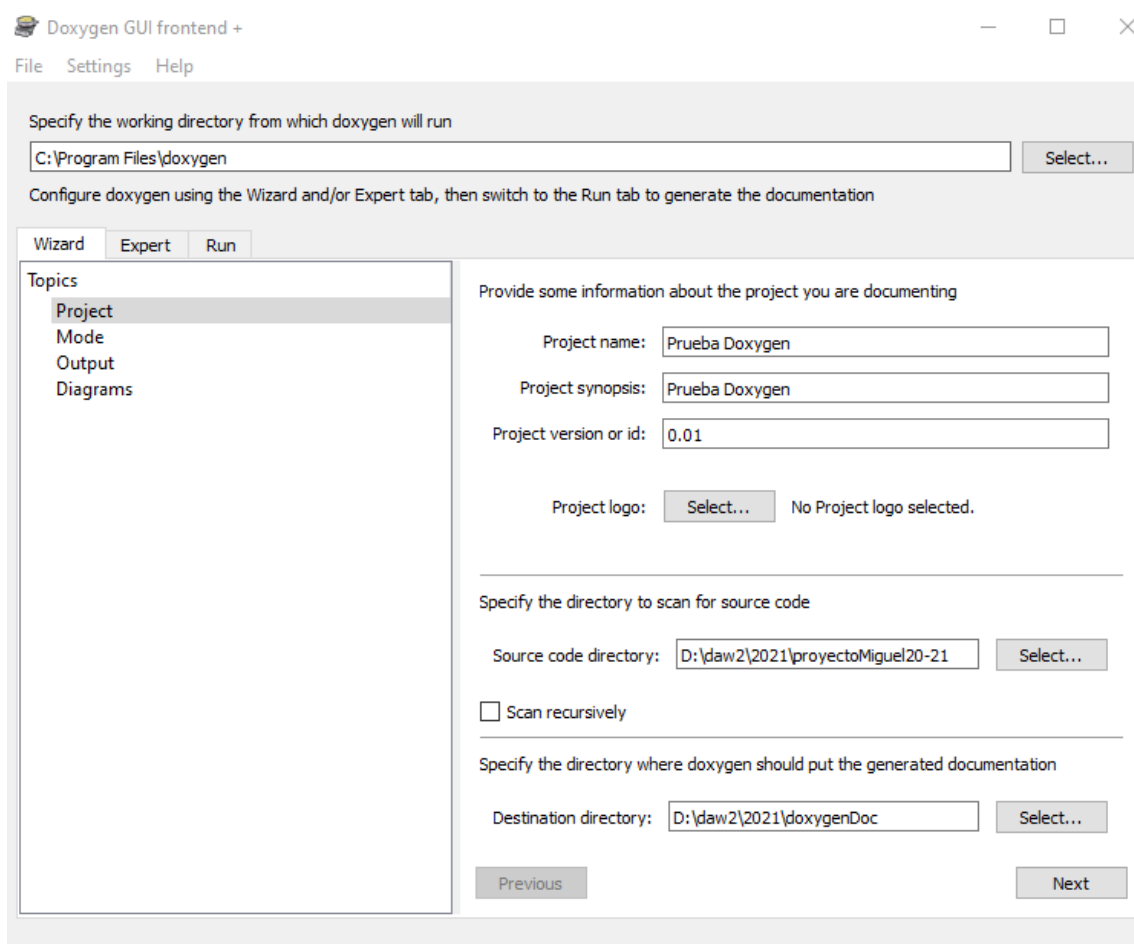 Doxygen GUI frontend +
File Settings Help
Specify the working directory from which doxygen will run
C:\Program Files\doxygen Select...
Configure doxygen using the Wizard and/or Expert tab, then switch to the Run tab to generate the documentation
Wizard Expert Run
Topics
Project
Mode
Output
Diagrams
Provide some information about the project you are documenting
Project name: Prueba Doxygen
Project synopsis: Prueba Doxygen
Project version or id: 0.01
Project logo: Select... No Project logo selected.
Specify the directory to scan for source code
Source code directory: D:\daw2\2021\proyectoMiguel20-21 Select...
Scan recursively
Specify the directory where doxygen should put the generated documentation
Destination directory: D:\daw2\2021\doxygenDoc Select...
Previous Next